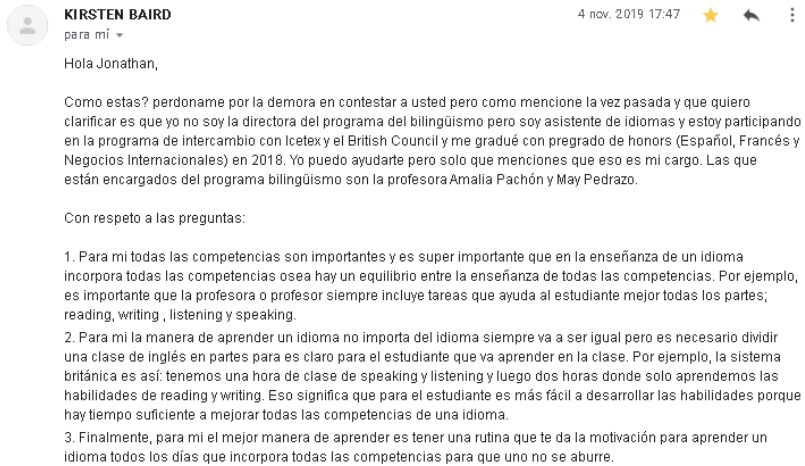 KIRSTEN BAIRD
4 nov. 2019 17:47
para mí
Hola Jonathan,
Como estas? perdoname por la demora en contestar a usted pero como mencione la vez pasada y que quiero
clarificar es que yo no soy la directora del programa del bilingüismo pero soy asistente de idiomas y estoy participando
en la programa de intercambio con Icetex y el British Council y me gradué con pregrado de honors (Español, Francés y
Negocios Internacionales) en 2018. Yo puedo ayudarte pero solo que menciones que eso es mi cargo. Las que
están encargados del programa bilingüismo son la profesora Amalia Pachón y May Pedrazo.
Con respeto a las preguntas:
1. Para mi todas las competencias son importantes y es super importante que en la enseñanza de un idioma
incorpora todas las competencias osea hay un equilibrio entre la enseñanza de todas las competencias. Por ejemplo,
es importante que la profesora o profesor siempre incluye tareas que ayuda al estudiante mejor todas los partes;
reading, writing , listening y speaking.
2. Para mi la manera de aprender un idioma no importa del idioma siempre va a ser igual pero es necesario dividir
una clase de inglés en partes para es claro para el estudiante que va aprender en la clase. Por ejemplo, la sistema
británica es así: tenemos una hora de clase de speaking y listening y luego dos horas donde solo aprendemos las
habilidades de reading y writing. Eso significa que para el estudiante es más fácil a desarrollar las habilidades porque
hay tiempo suficiente a mejorar todas las competencias de una idioma.
3. Finalmente, para mi el mejor manera de aprender es tener una rutina que te da la motivación para aprender un
idioma todos los días que incorpora todas las competencias para que uno no se aburre.